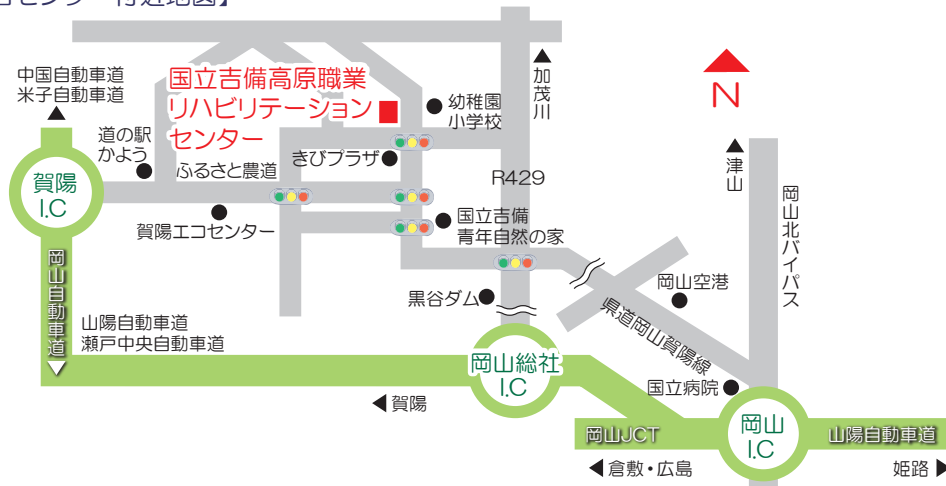 センター付近地図】
中国自動車道
米子自動車道
国立吉備高原職業
リハビリテーション
センター
幼稚園
小学校
加茂川
N
道の駅
かよう
きびプラザ
ふるさと農道
R429
津山
岡山北バイパス
賀陽
I.C
賀陽エコセンター
国立吉備
青年自然の家
岡山自動車道
黒谷ダム
岡山空港
県道岡山賀陽線
山陽自動車道
瀬戸中央自動車道
岡山総社
I.C
国立病院
賀陽
岡山JCT
岡山
I.C
山陽自動車道
倉敷・広島
姫路